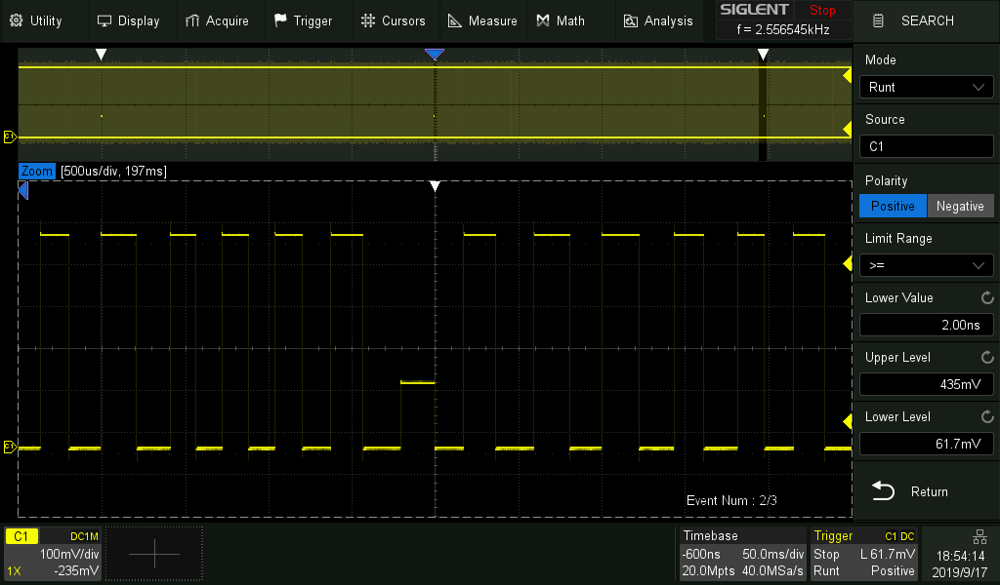 Utility Display Acquire Trigger Cursors Measure Math Analysis
SIGLENT Stop
f = 2.556545kHz
SEARCH
Mode
Runt
Source
C1
Polarity
Positive Negative
Limit Range
>=
Lower Value
2.00ns
Upper Level
435mV
Lower Level
61.7mV
Return
C1
Zoom [500us/div, 197ms]
C1
Event Num : 2/3
C1 DC1M
100mV/div
1X -235mV
Timebase
-600ns 50.0ms/div
20.0Mpts 40.0MSa/s
Trigger C1 DC
Stop L 61.7mV
Runt Positive
18:54:14
2019/9/17